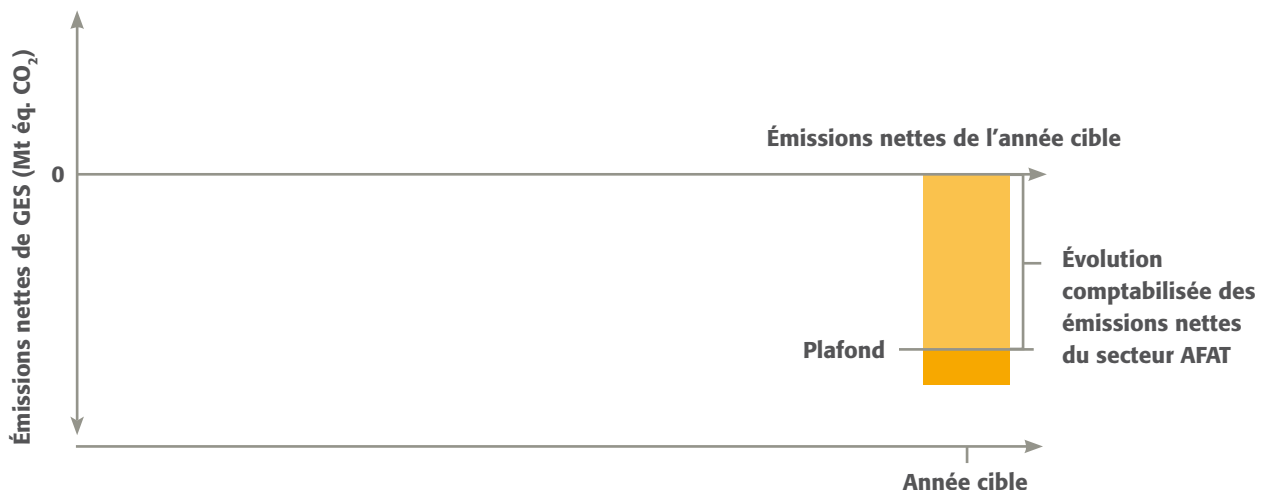 Émissions nettes de GES (Mt éq. CO₂)
Émissions nettes de l'année cible
0
Évolution
comptabilisée des
émissions nettes
du secteur AFAT
Plafond
Année cible